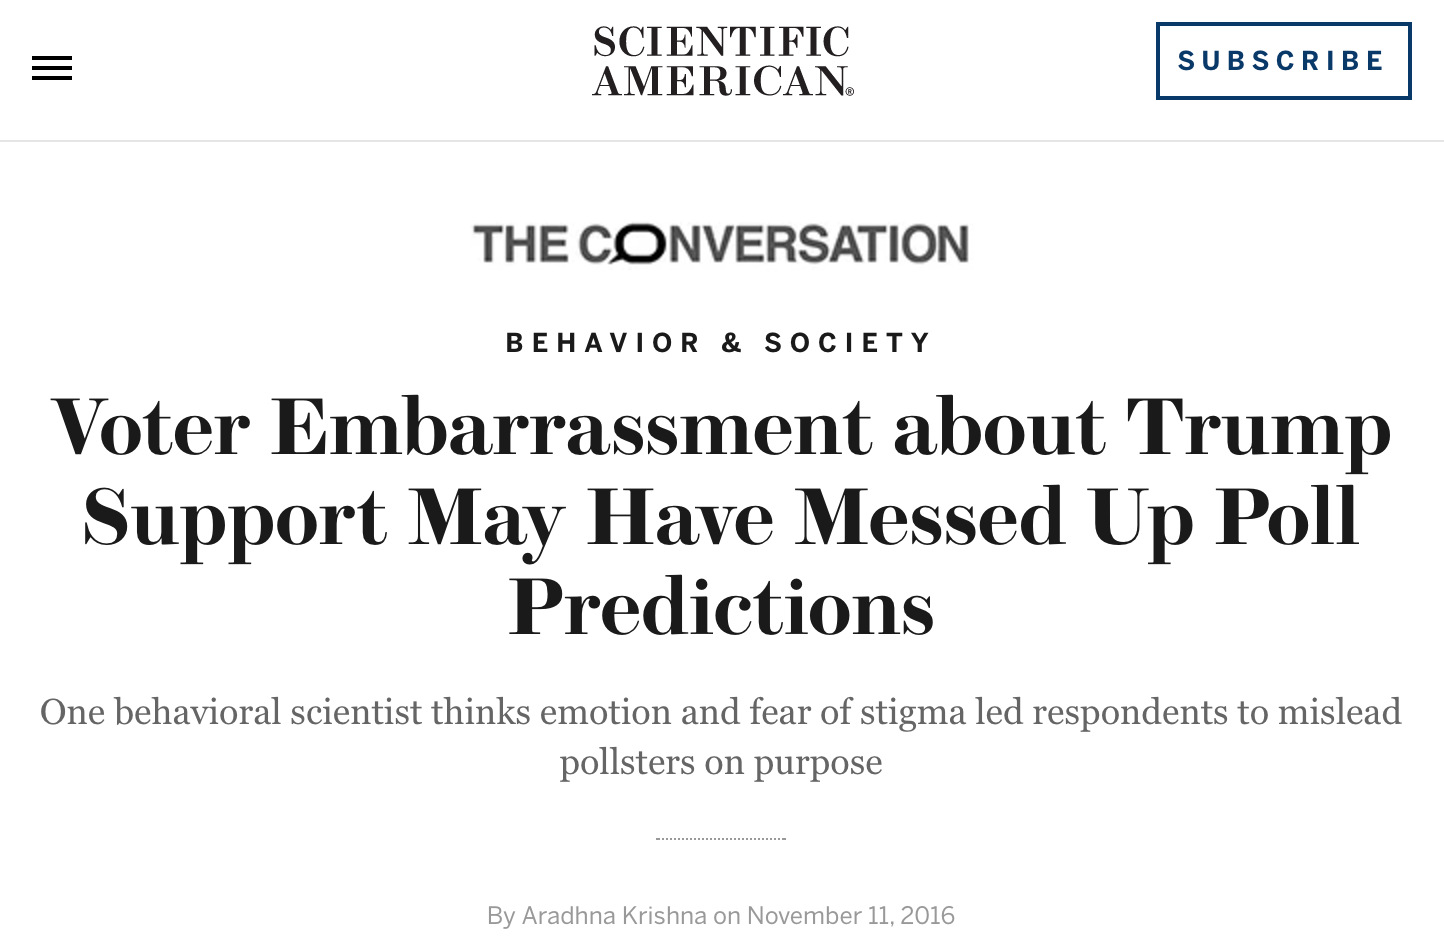 SCIENTIFIC
AMERICAN®
SUBSCRIBE
THE CONVERSATION
BEHAVIOR & SOCIETY
Voter Embarrassment about Trump
Support May Have Messed Up Poll
Predictions
One behavioral scientist thinks emotion and fear of stigma led respondents to mislead
pollsters on purpose
By Aradhna Krishna on November 11, 2016